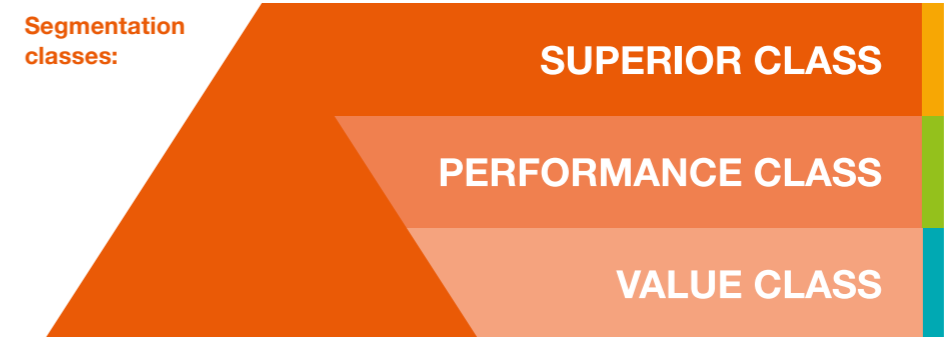 Segmentation
classes:
SUPERIOR CLASS
PERFORMANCE CLASS
VALUE CLASS